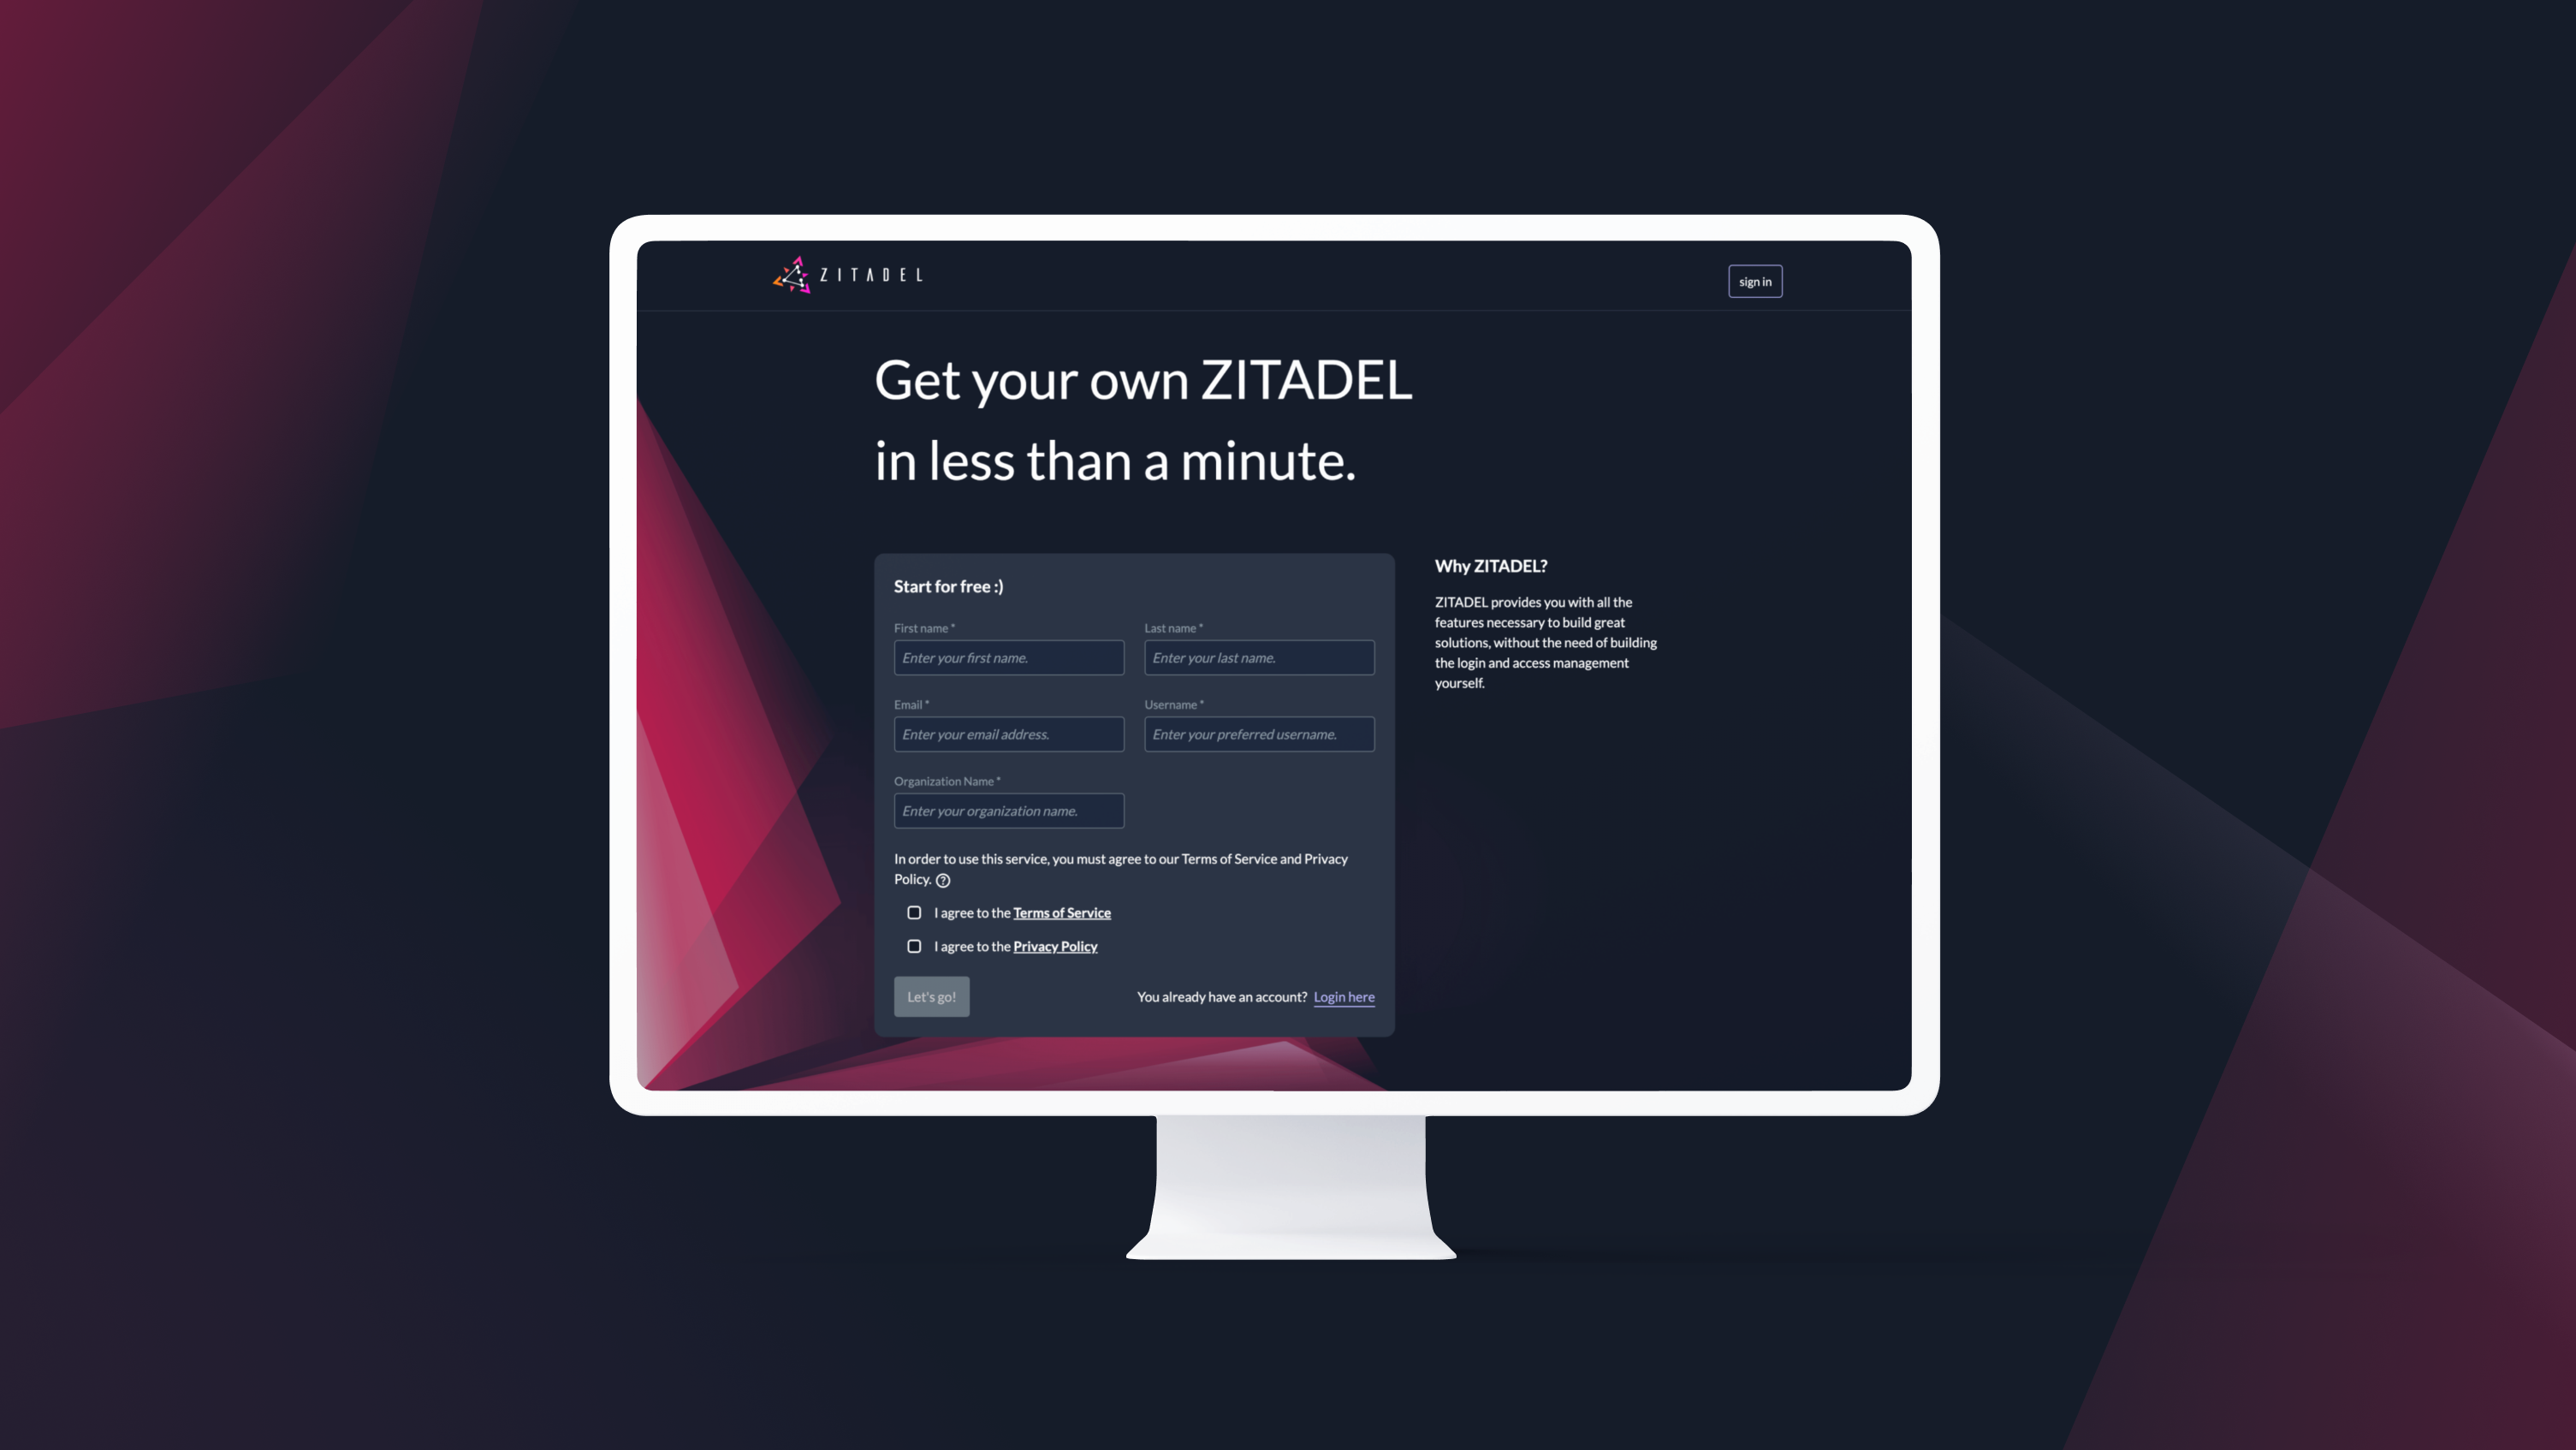 ZITADEL
sign in
Get your own ZITADEL
in less than a minute.
Start for free :)
First name *
Last name *
Enter your first name.
Enter your last name.
Email *
Username *
Enter your email address.
Enter your preferred username.
Organization Name *
Enter your organization name.
In order to use this service, you must agree to our Terms of Service and Privacy
Policy. ?
I agree to the Terms of Service
I agree to the Privacy Policy
Let's go!
You already have an account? Login here
Why ZITADEL?
ZITADEL provides you with all the
features necessary to build great
solutions, without the need of building
the login and access management
yourself.